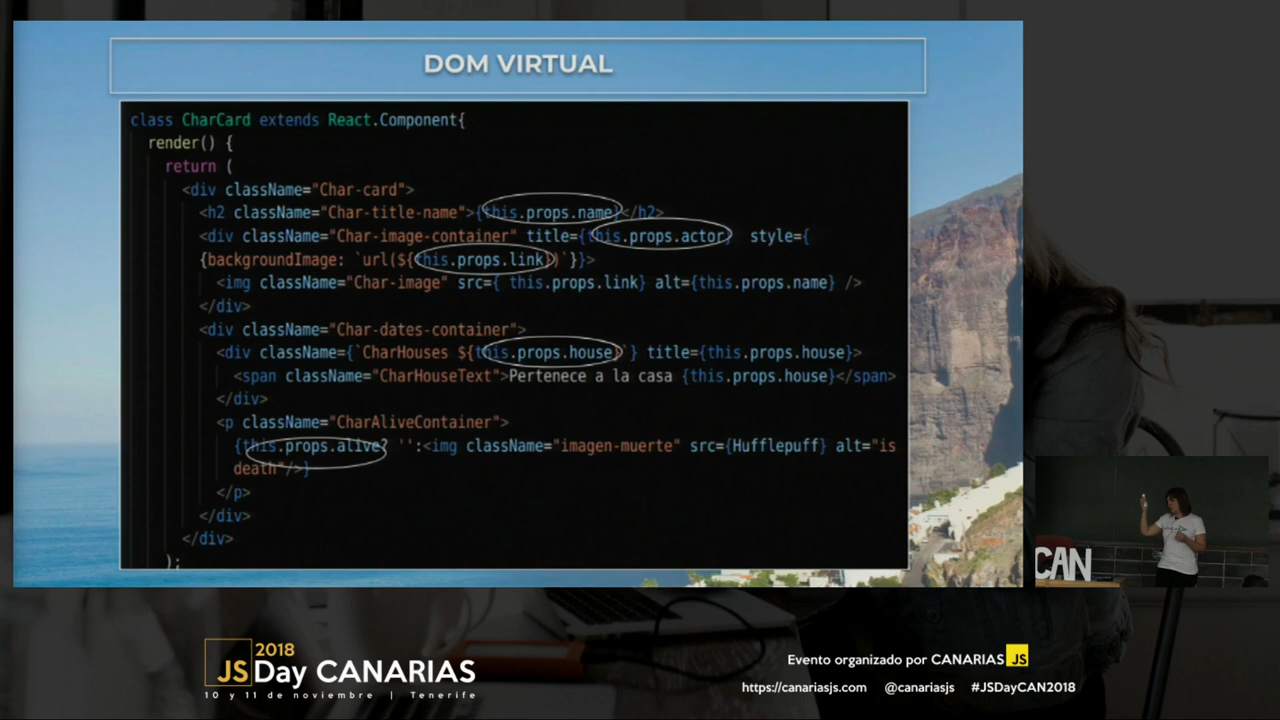 DOM VIRTUAL
class CharCard extends React.Component{
render() {
return (
<div className="Char-card">
<h2 className="Char-title-name">{this.props.name}</h2>
<div className="Char-image-container" title={this.props.actor} style={
{backgroundImage: `url(${this.props.link})`}}>
<img className="Char-image" src={ this.props.link} alt={this.props.name} />
</div>
<div className="Char-dates-container">
<div className={`CharHouses ${this.props.house}`} title={this.props.house}>
<span className="CharHouseText">Pertenece a la casa {this.props.house}</span>
</div>
<p className="CharAliveContainer">
{this.props.alive? '':<img className="imagen-muerte" src={Hufflepuff} alt="is
death"/>}
</p>
</div>
</div>
);
CAN
2018
JSDay CANARIAS
10 y 11 de noviembre | Tenerife
Evento organizado por CANARIAS JS
https://canariasjs.com @canariasjs #JSDayCAN2018